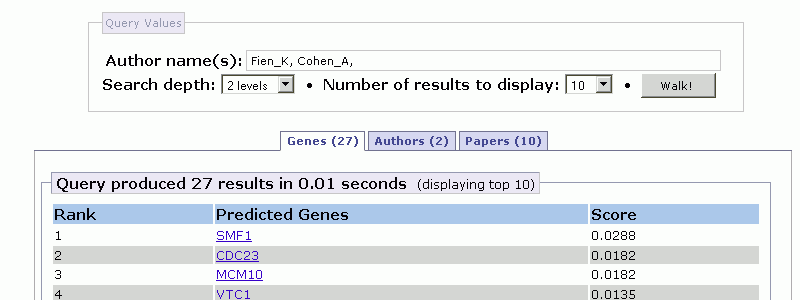 Query Values
Author name(s): Fien_K, Cohen_A,
Search depth: 2 levels • Number of results to display: 10 • Walk!
Genes (27) Authors (2) Papers (10)
Query produced 27 results in 0.01 seconds (displaying top 10)
Rank Predicted Genes Score
1 SMF1 0.0288
2 CDC23 0.0182
3 MCM10 0.0182
4 VTC1 0.0135